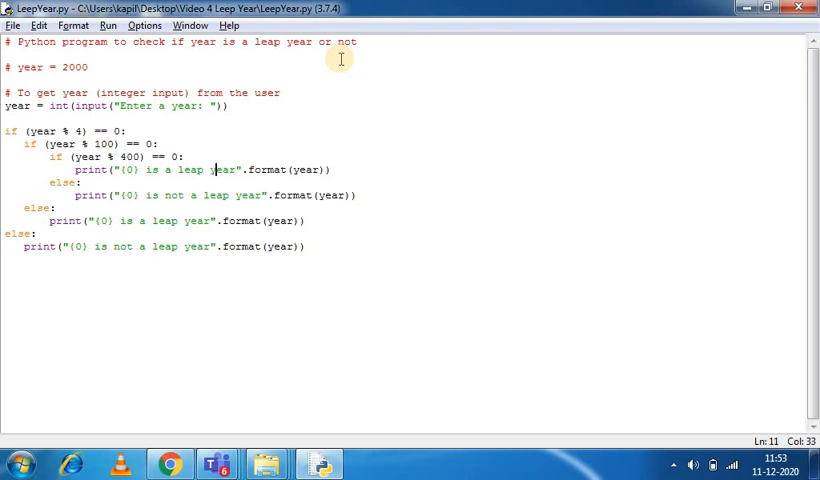 LeepYear.py - C:\Users\kapil\Desktop\Video 4 Leep Year\LeepYear.py (3.7.4)
File Edit Format Run Options Window Help
# Python program to check if year is a leap year or not
# year = 2000
# To get year (integer input) from the user
year = int(input("Enter a year: "))
if (year % 4) == 0:
    if (year % 100) == 0:
        if (year % 400) == 0:
            print("{0} is a leap year".format(year))
        else:
            print("{0} is not a leap year".format(year))
    else:
        print("{0} is a leap year".format(year))
else:
    print("{0} is not a leap year".format(year))
Ln: 11 Col: 33
6
11:53
11-12-2020